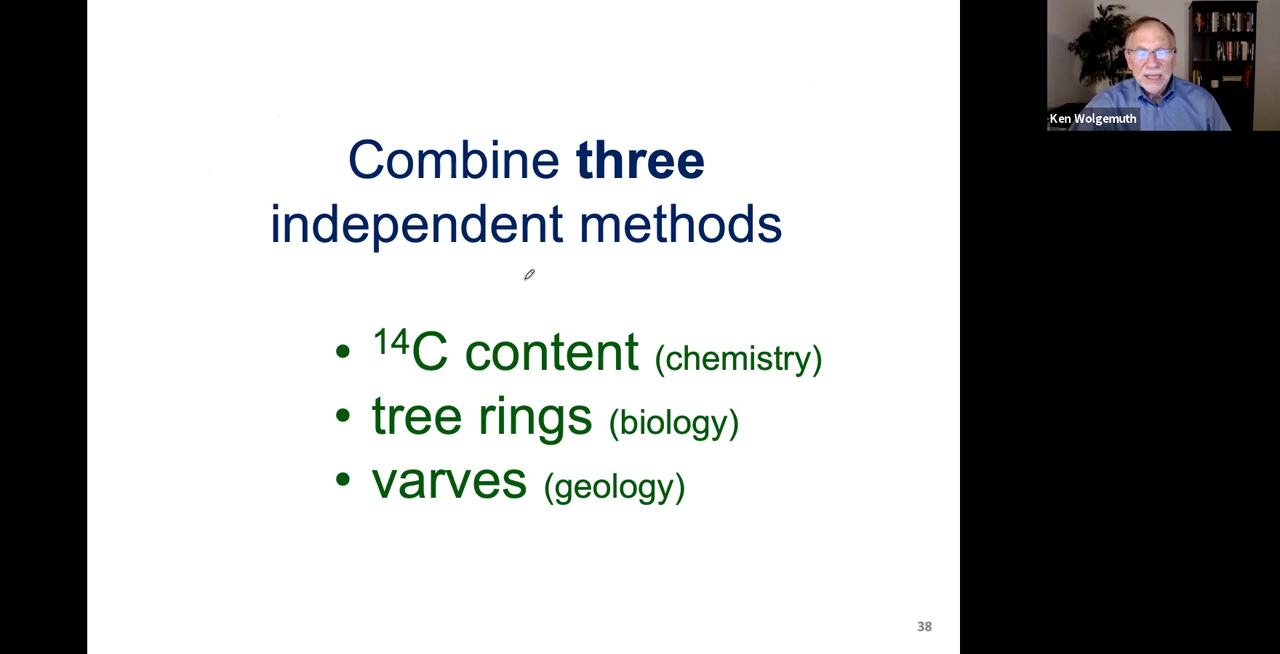 Combine three
independent methods
• ¹⁴C content (chemistry)
• tree rings (biology)
• varves (geology)
38
Ken Wolgemuth